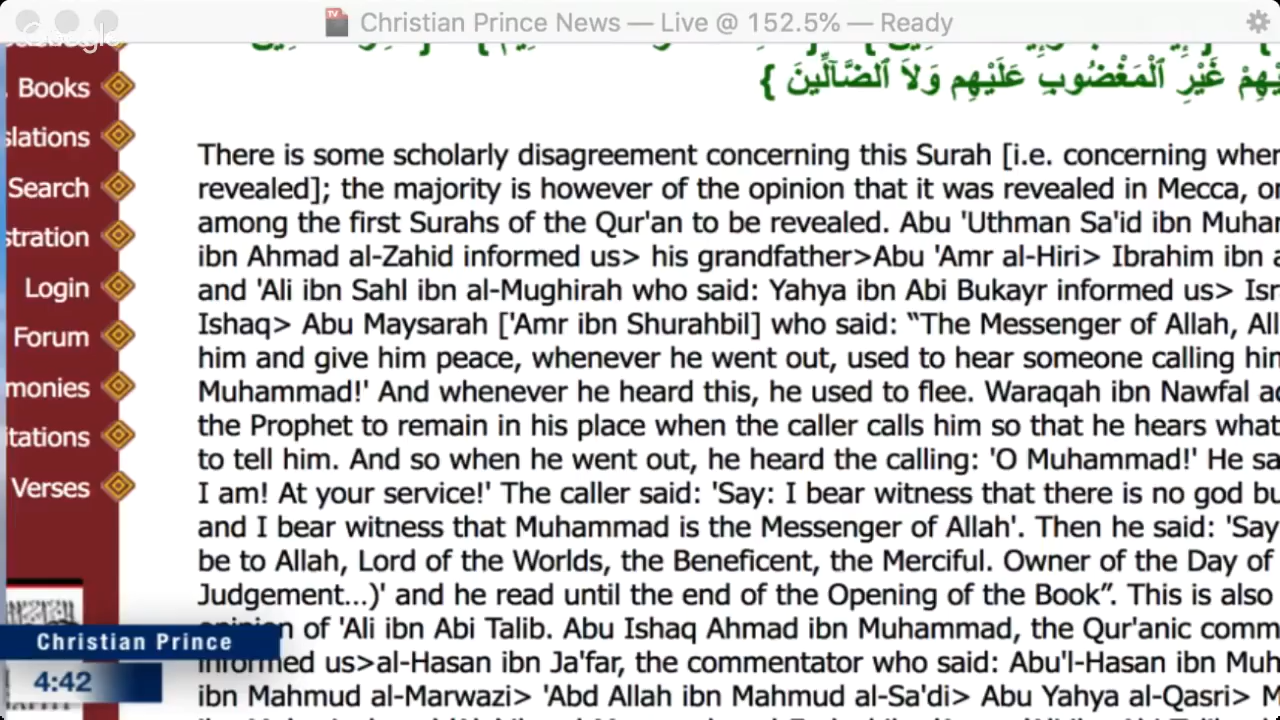 Christian Prince News — Live @ 152.5% — Ready
Google
Books
slations
Search
stration
Login
Forum
monies
itations
Verses
غَيْرِ ٱلْمَغْضُوبِ عَلَيْهِم وَلاَ ٱلضَّآلِّينَ }
There is some scholarly disagreement concerning this Surah [i.e. concerning wher
revealed]; the majority is however of the opinion that it was revealed in Mecca, or
among the first Surahs of the Qur'an to be revealed. Abu 'Uthman Sa'id ibn Muhar
ibn Ahmad al-Zahid informed us> his grandfather>Abu 'Amr al-Hiri> Ibrahim ibn a
and 'Ali ibn Sahl ibn al-Mughirah who said: Yahya ibn Abi Bukayr informed us> Isr
Ishaq> Abu Maysarah ['Amr ibn Shurahbil] who said: “The Messenger of Allah, All
him and give him peace, whenever he went out, used to hear someone calling him
Muhammad!' And whenever he heard this, he used to flee. Waraqah ibn Nawfal ad
the Prophet to remain in his place when the caller calls him so that he hears what
to tell him. And so when he went out, he heard the calling: 'O Muhammad!' He sa
I am! At your service!' The caller said: 'Say: I bear witness that there is no god bu
and I bear witness that Muhammad is the Messenger of Allah'. Then he said: 'Say
be to Allah, Lord of the Worlds, the Beneficent, the Merciful. Owner of the Day of
Judgement...)' and he read until the end of the Opening of the Book”. This is also
opinion of 'Ali ibn Abi Talib. Abu Ishaq Ahmad ibn Muhammad, the Qur'anic comm
informed us>al-Hasan ibn Ja'far, the commentator who said: Abu'l-Hasan ibn Muh
ibn Mahmud al-Marwazi> 'Abd Allah ibn Mahmud al-Sa'di> Abu Yahya al-Qasri> M
Christian Prince
4:42